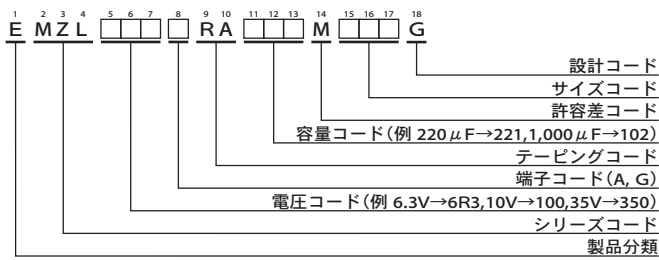 1 2 3 4 5 6 7 8 9 10 11 12 13 14 15 16 17 18
E MZL □□□ □ RA □□□ M □□□ G
設計コード
サイズコード
許容差コード
容量コード(例 220μF→221,1,000μF→102)
テーピングコード
端子コード(A, G)
電圧コード(例 6.3V→6R3,10V→100,35V→350)
シリーズコード
製品分類